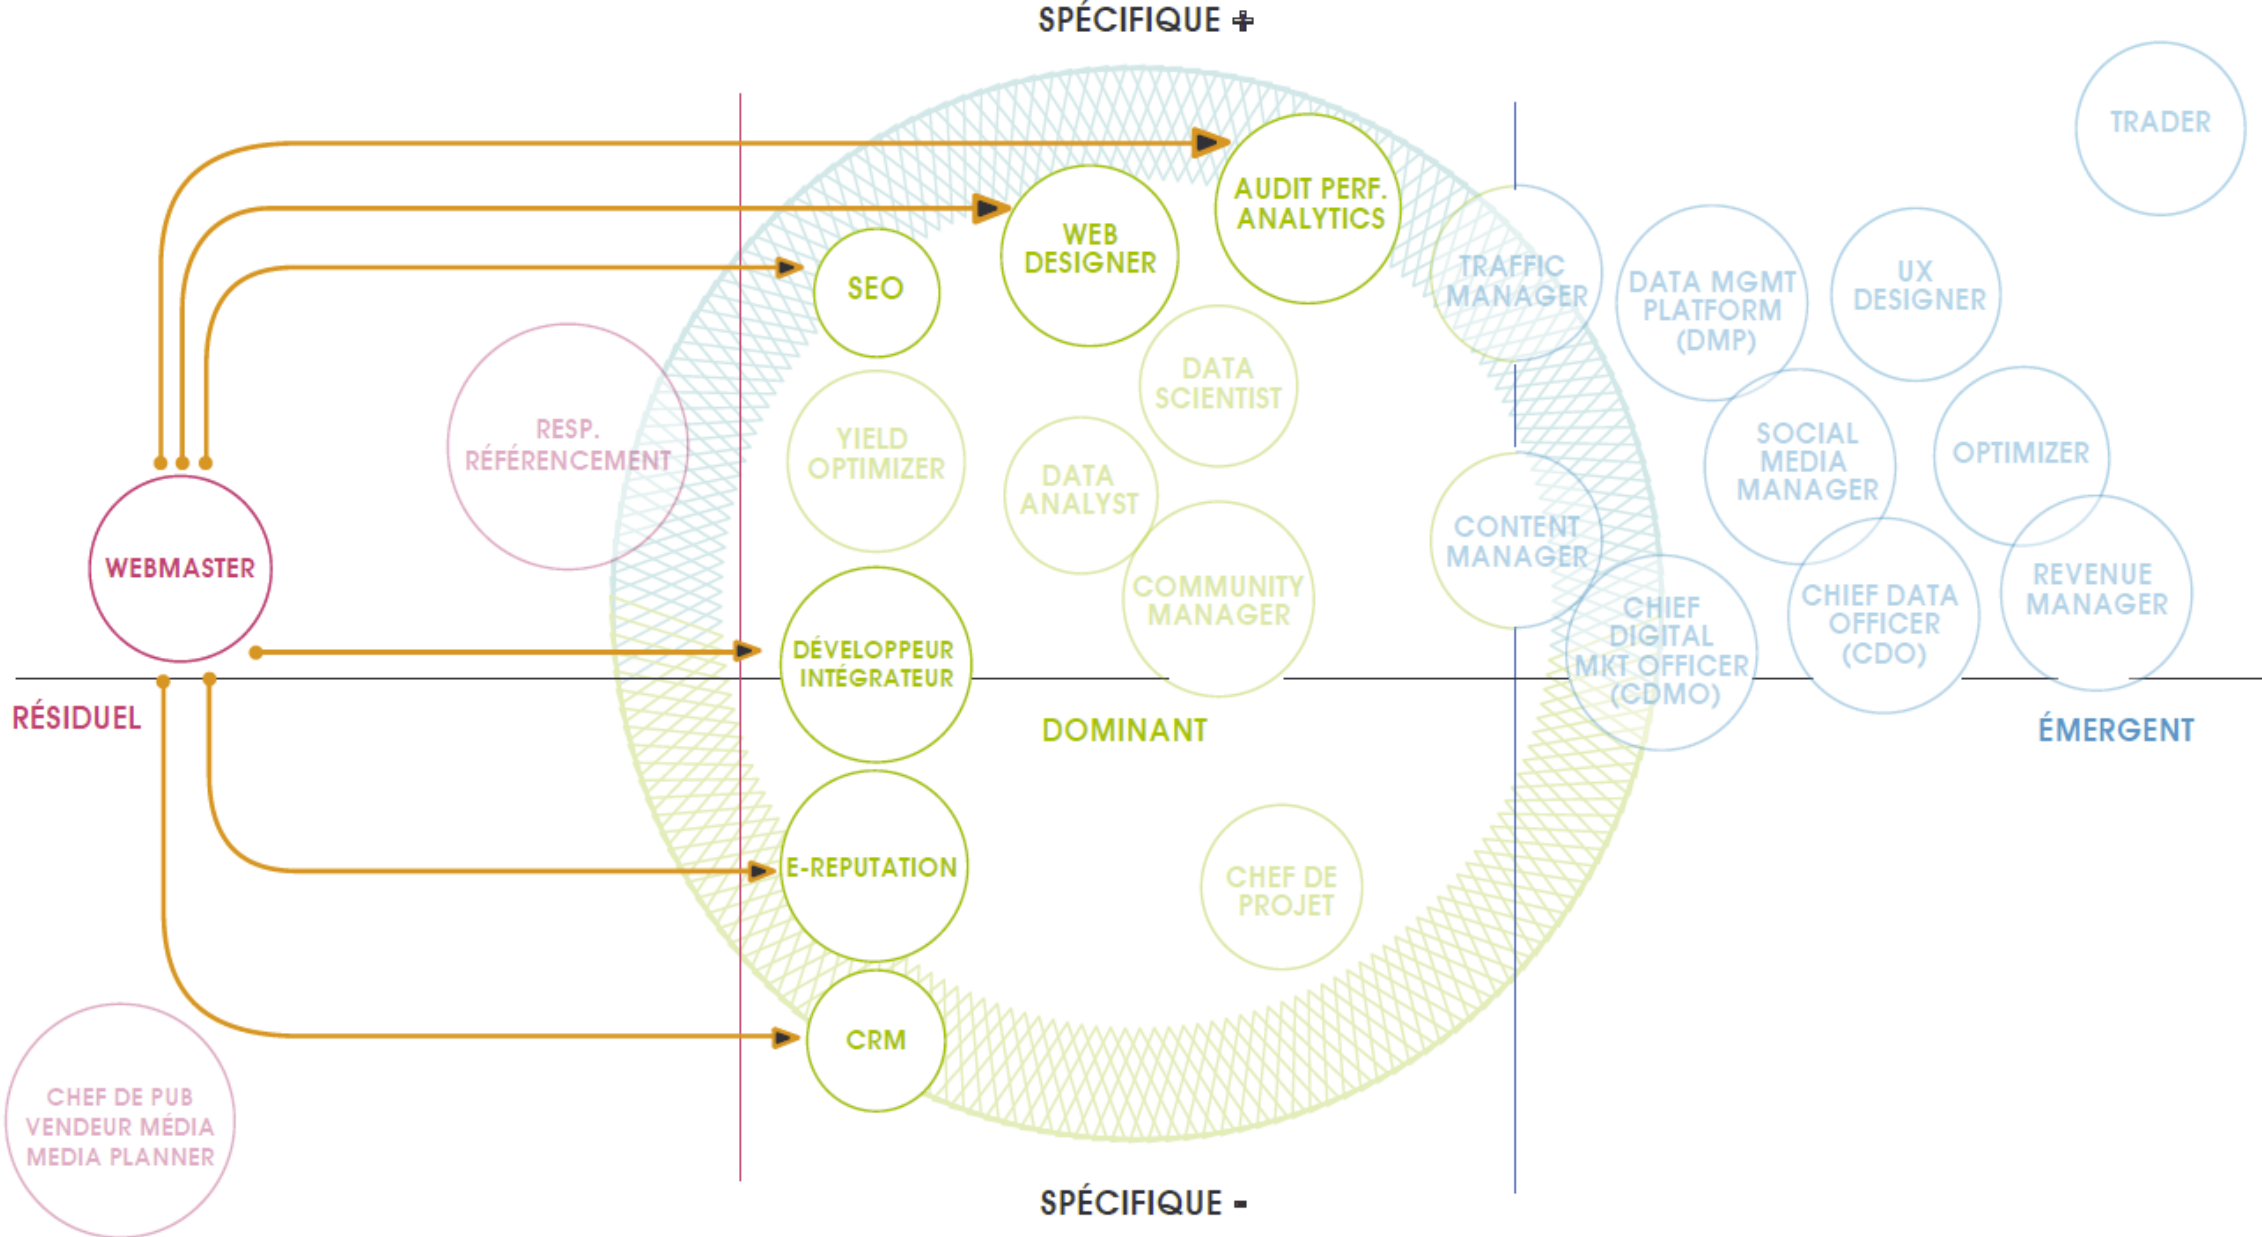 SPÉCIFIQUE +
TRADER
AUDIT PERF.
ANALYTICS
WEB
DESIGNER
SEO
TRAFFIC
MANAGER
DATA MGMT
PLATFORM
(DMP)
UX
DESIGNER
RESP.
RÉFÉRENCEMENT
YIELD
OPTIMIZER
DATA
SCIENTIST
DATA
ANALYST
SOCIAL
MEDIA
MANAGER
OPTIMIZER
WEBMASTER
COMMUNITY
MANAGER
CONTENT
MANAGER
CHIEF
DIGITAL
MKT OFFICER
(CDMO)
CHIEF DATA
OFFICER
(CDO)
REVENUE
MANAGER
DÉVELOPPEUR
INTÉGRATEUR
RÉSIDUEL
DOMINANT
ÉMERGENT
E-REPUTATION
CHEF DE
PROJET
CRM
CHEF DE PUB
VENDEUR MÉDIA
MEDIA PLANNER
SPÉCIFIQUE -